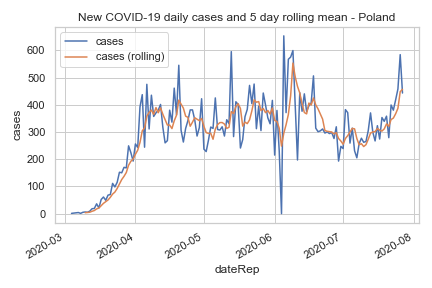 New COVID-19 daily cases and 5 day rolling mean - Poland
cases
cases (rolling)
600
500
400
300
200
100
0
cases
2020-03
2020-04
2020-05
2020-06
2020-07
2020-08
dateRep